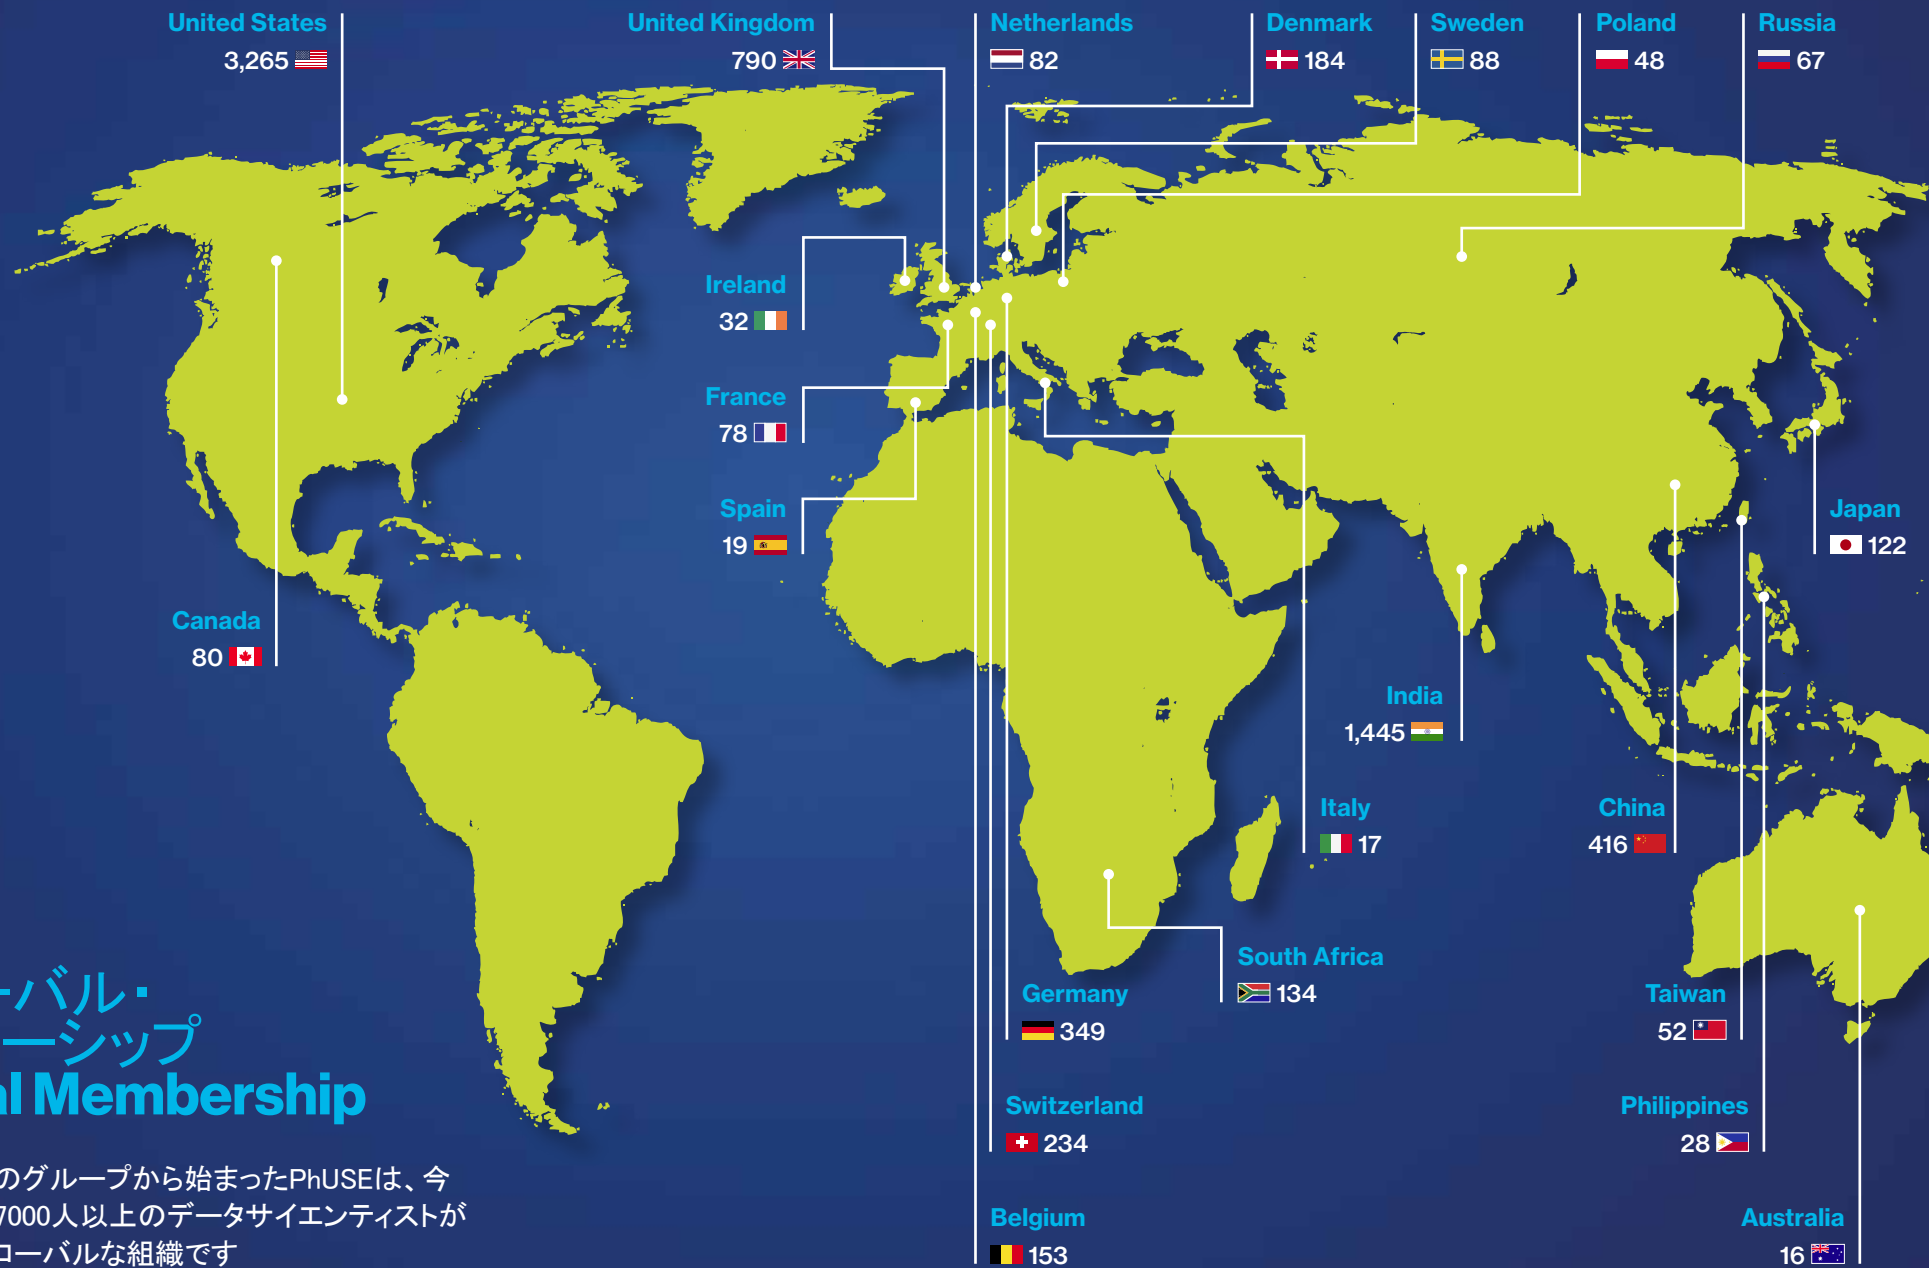 United States
3,265
United Kingdom
790
Netherlands
82
Denmark
184
Sweden
88
Poland
48
Russia
67
Ireland
32
France
78
Spain
19
Japan
122
Canada
80
India
1,445
Italy
17
China
416
South Africa
134
Germany
349
Taiwan
52
Switzerland
234
Philippines
28
Belgium
153
Australia
16
ーバル・
ーシップ
al Membership
のグループから始まったPhUSEは、今
7000人以上のデータサイエンティストが
ローバルな組織です